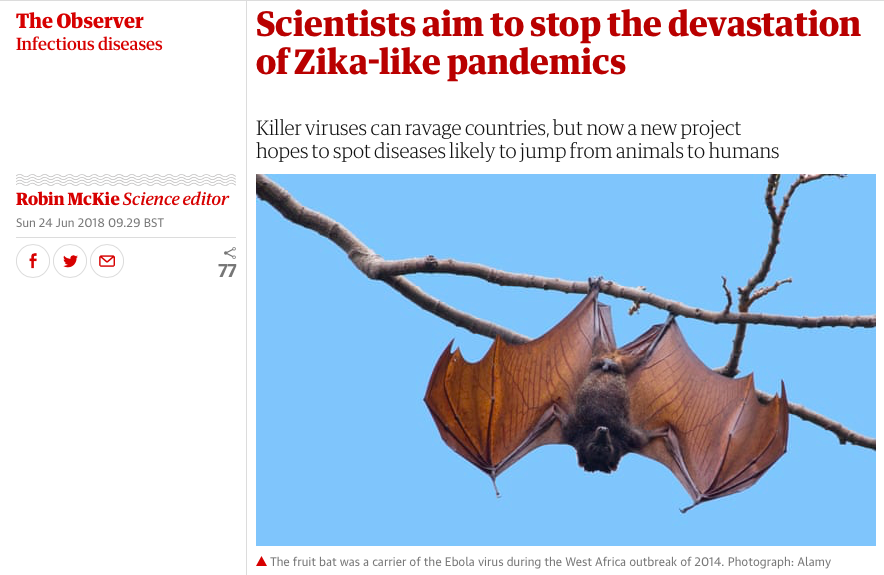 The Observer
Infectious diseases
Scientists aim to stop the devastation
of Zika-like pandemics
Killer viruses can ravage countries, but now a new project
hopes to spot diseases likely to jump from animals to humans
Robin McKie Science editor
Sun 24 Jun 2018 09.29 BST
77
The fruit bat was a carrier of the Ebola virus during the West Africa outbreak of 2014. Photograph: Alamy